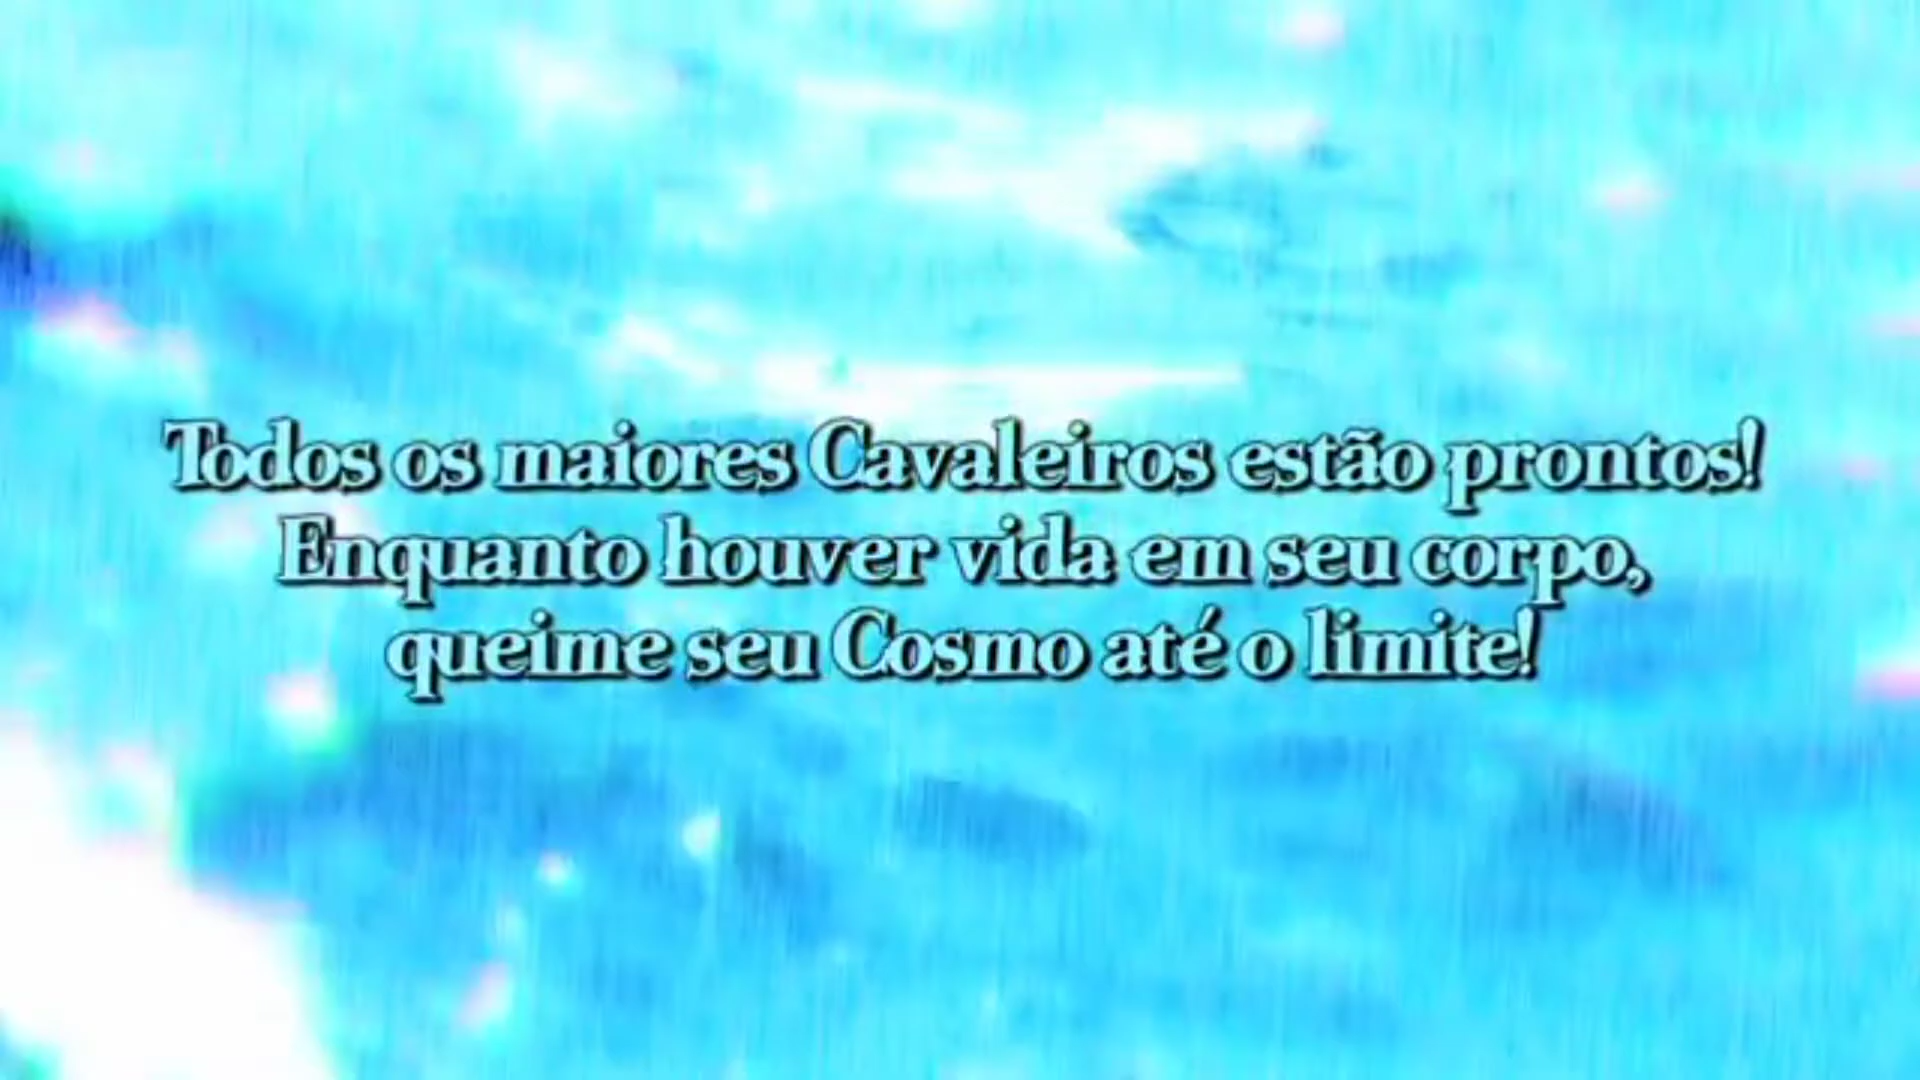 Todos os maiores Cavaleiros estão prontos!
Enquanto houver vida em seu corpo,
queime seu Cosmo até o limite!